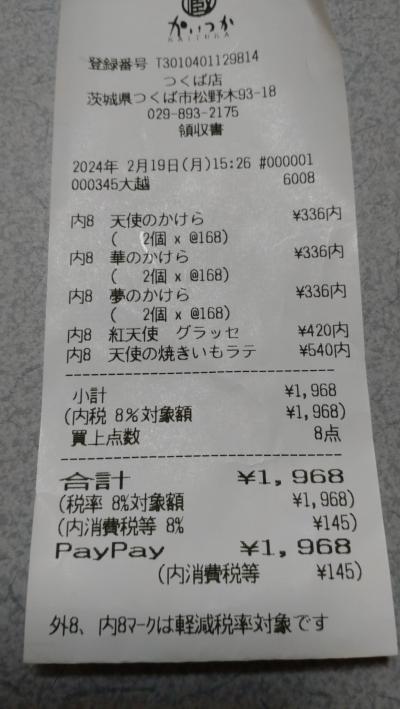 蔵
かいつか
KAITUKA
登録番号 T3010401129814
つくば店
茨城県つくば市松野木93-18
029-893-2175
領収書
2024年 2月19日(月)15:26 #000001
000345大越 6008
内8 天使のかけら ¥336内
( 2個 x @168)
内8 華のかけら ¥336内
( 2個 x @168)
内8 夢のかけら ¥336内
( 2個 x @168)
内8 紅天使 グラッセ ¥420内
内8 天使の焼きいもラテ ¥540内
小計 ¥1,968
(内税 8%対象額 ¥1,968)
買上点数 8点
合計 ¥1,968
(税率 8%対象額 ¥1,968)
(内消費税等 8% ¥145)
PayPay ¥1,968
(内消費税等 ¥145)
外8、内8マークは軽減税率対象です